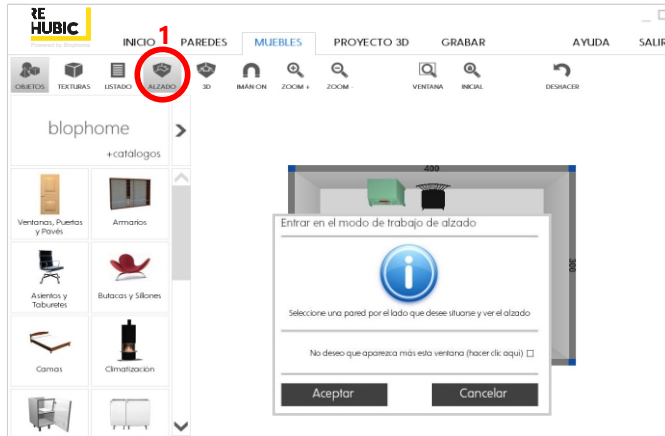 RE
HUBIC
Powered by Blophome
1
INICIO PAREDES MUEBLES PROYECTO 3D GRABAR AYUDA SALIR
OBJETOS TEXTURAS LISTADO ALZADO 3D IMÁN ON ZOOM + ZOOM - VENTANA INICIAL DESHACER
blophome
+catálogos
Ventanas, Puertas
y Pavés
Armarios
Asientos y
Taburetes
Butacas y Sillones
Camas
Climatización
400
300
Entrar en el modo de trabajo de alzado
Seleccione una pared por el lado que desee situarse y ver el alzado
No deseo que aparezca más esta ventana (hacer clic aquí)
Aceptar Cancelar